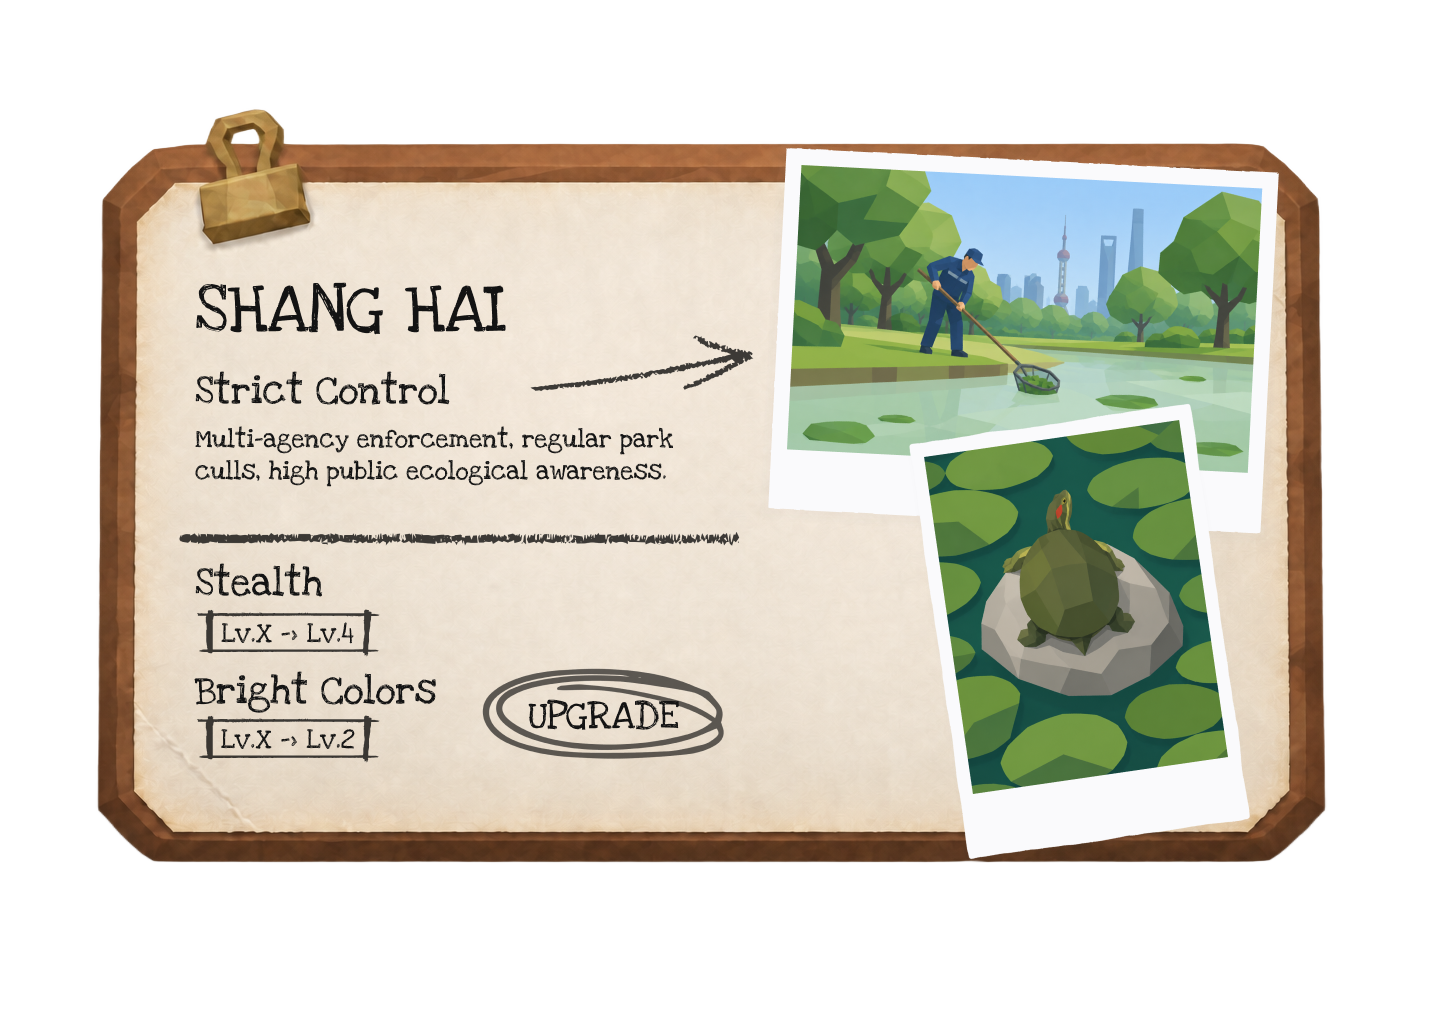 SHANG HAI
Strict Control
Multi-agency enforcement, regular park
culls, high public ecological awareness.
Stealth
Lv.X -> Lv.4
Bright Colors
Lv.X -> Lv.2
UPGRADE